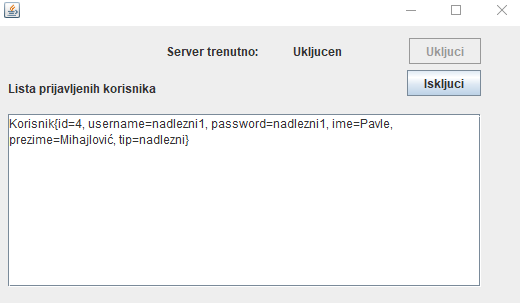 Server trenutno: Ukljucen Ukljuci
Iskljuci
Lista prijavljenih korisnika
Korisnik{id=4, username=nadlezni1, password=nadlezni1, ime=Pavle,
prezime=Mihajlović, tip=nadlezni}